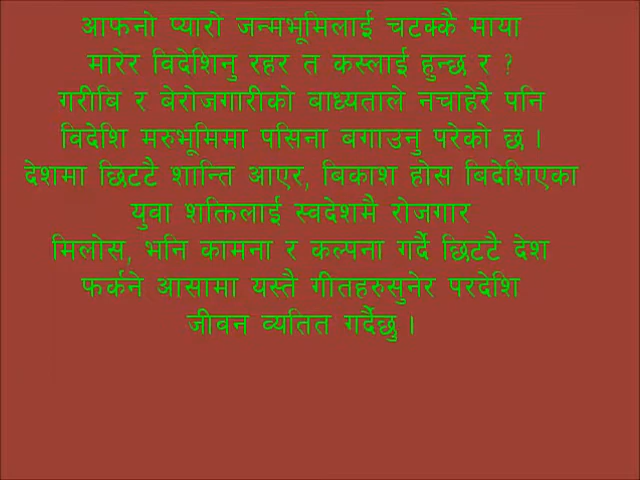 आफनो प्यारो जन्मभूमिलाई चटक्कै माया
मारेर विदेशिनु रहर त कस्लाई हुन्छ र ?
गरीबि र बेरोजगारीको बाध्यताले नचाहेरै पनि
विदेशि मरुभूमिमा पसिना बगाउनु परेको छ ।
देशमा छिटटै शान्ति आएर, बिकाश होस बिदेशिएका
युवा शक्तिलाई स्वदेशमै रोजगार
मिलोस, भनि कामना र कल्पना गर्दै छिटटै देश
फर्कने आसामा यस्तै गीतहरुसुनेर परदेशि
जीवन व्यतित गर्दैछु ।